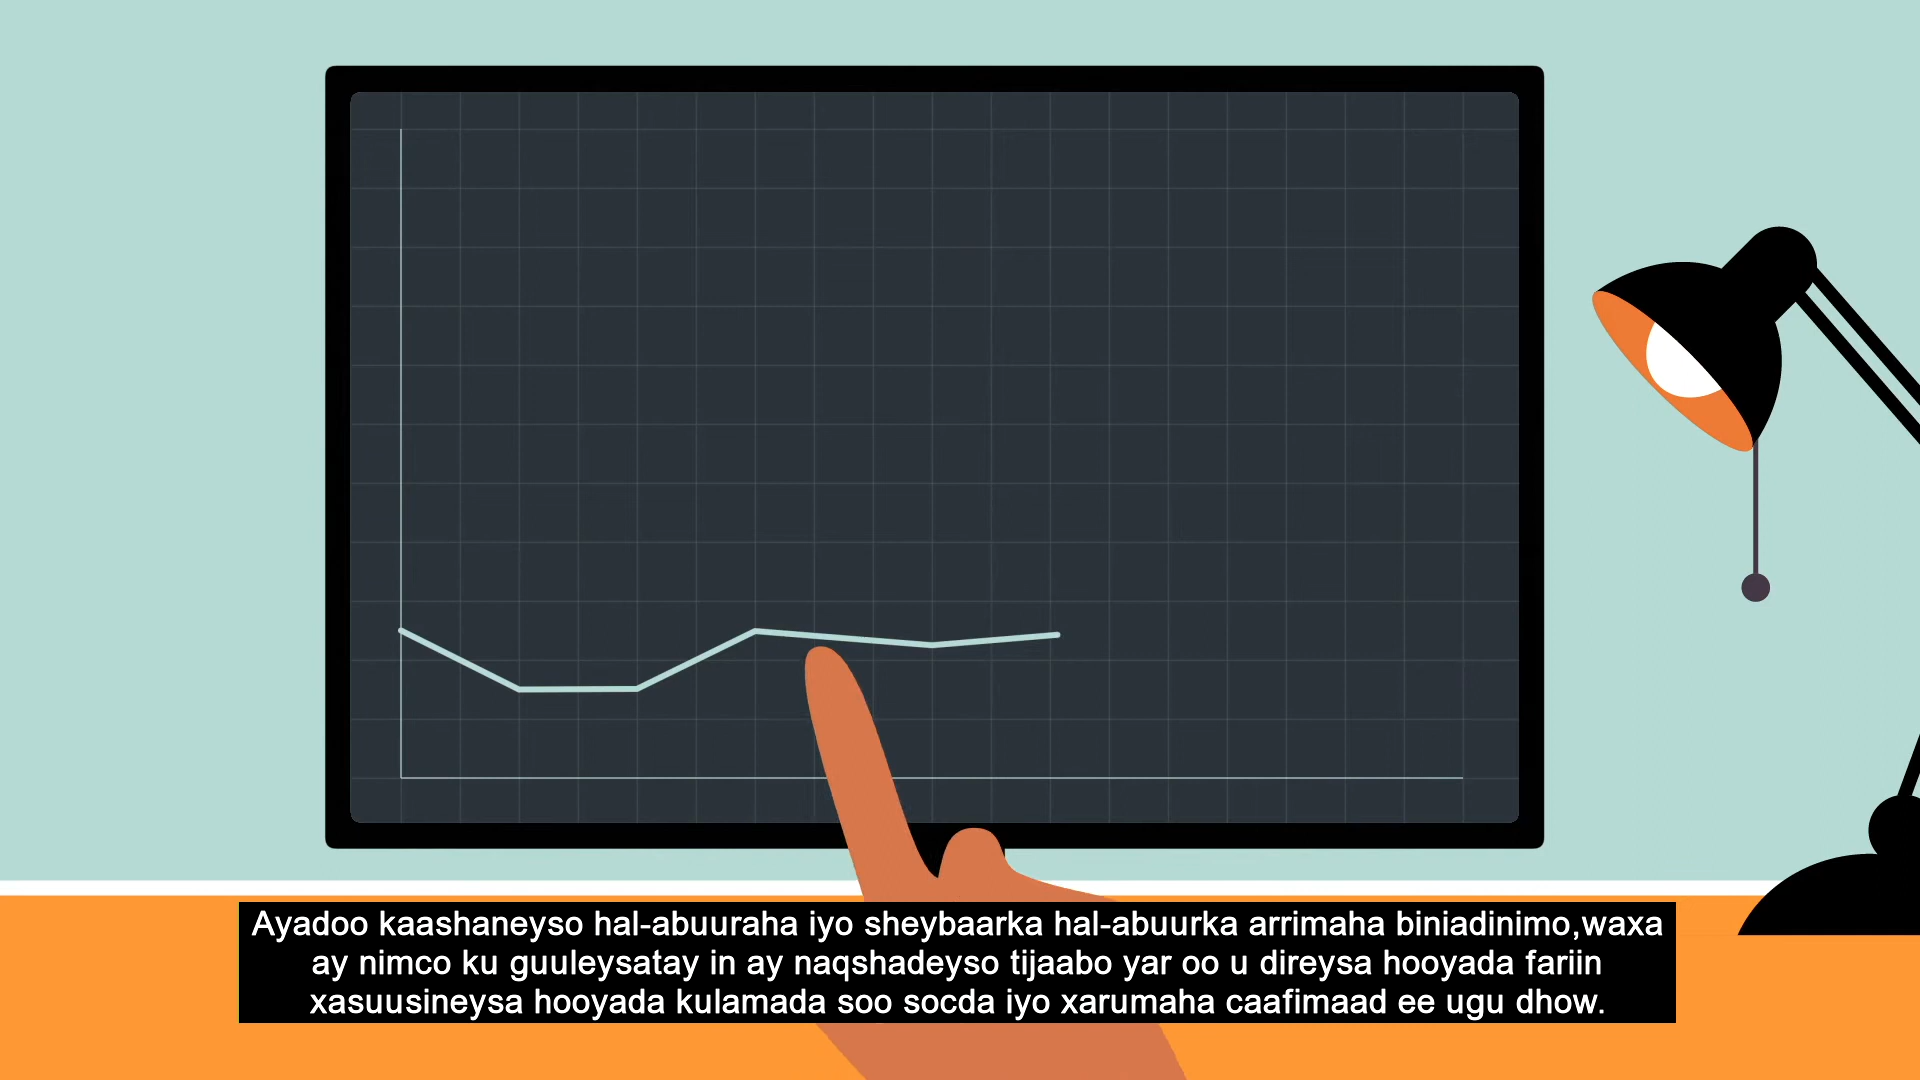 Ayadoo kaashaneyso hal-abuuraha iyo sheybaarka hal-abuurka arrimaha biniadinimo,waxa
ay nimco ku guuleysatay in ay naqshadeyso tijaabo yar oo u direysa hooyada fariin
xasuusineysa hooyada kulamada soo socda iyo xarumaha caafimaad ee ugu dhow.